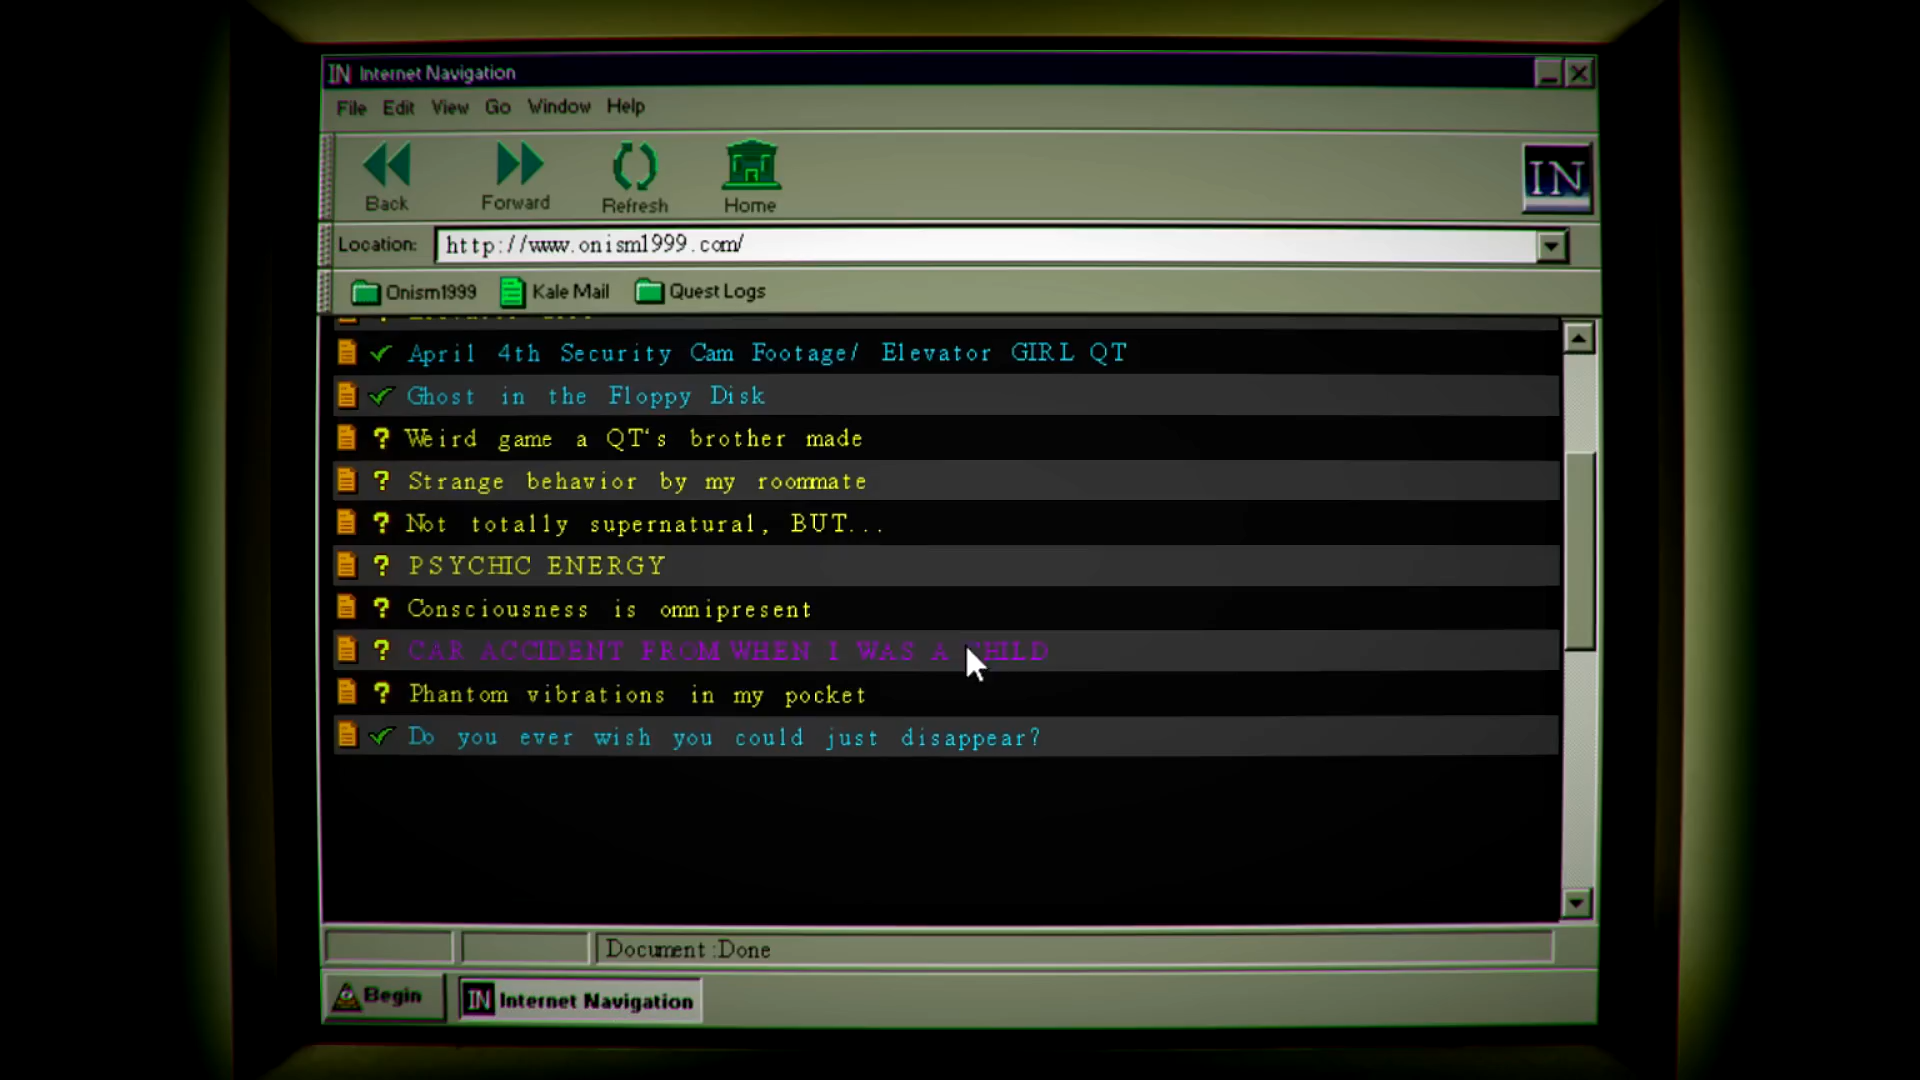 IN Internet Navigation
File Edit View Go Window Help
Back Forward Refresh Home
IN
Location: http://www.onism1999.com/
Onism1999 Kale Mail Quest Logs
✓ April 4th Security Cam Footage/ Elevator GIRL QT
✓ Ghost in the Floppy Disk
? Weird game a QT's brother made
? Strange behavior by my roommate
? Not totally supernatural, BUT...
? PSYCHIC ENERGY
? Consciousness is omnipresent
? CAR ACCIDENT FROM WHEN I WAS A CHILD
? Phantom vibrations in my pocket
✓ Do you ever wish you could just disappear?
Document :Done
Begin IN Internet Navigation